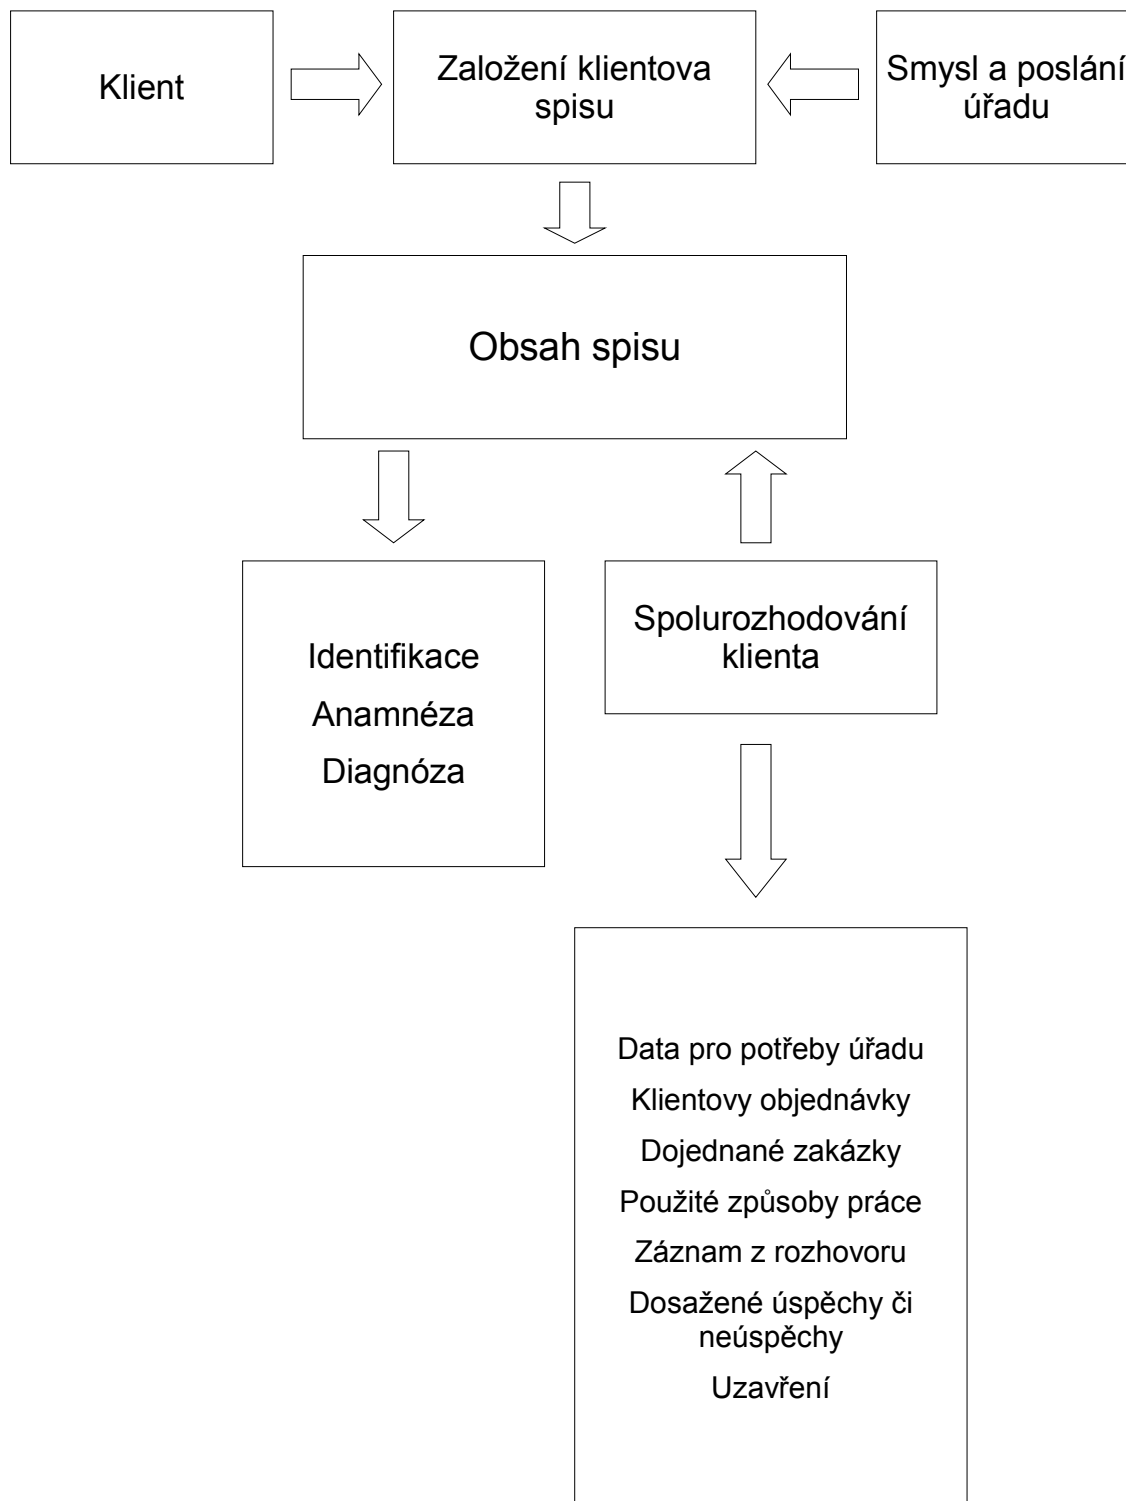 Klient
Založení klientova
spisu
Smysl a poslání
úřadu
Obsah spisu
Identifikace
Anamnéza
Diagnóza
Spolurozhodování
klienta
Data pro potřeby úřadu
Klientovy objednávky
Dojednané zakázky
Použité způsoby práce
Záznam z rozhovoru
Dosažené úspěchy či
neúspěchy
Uzavření